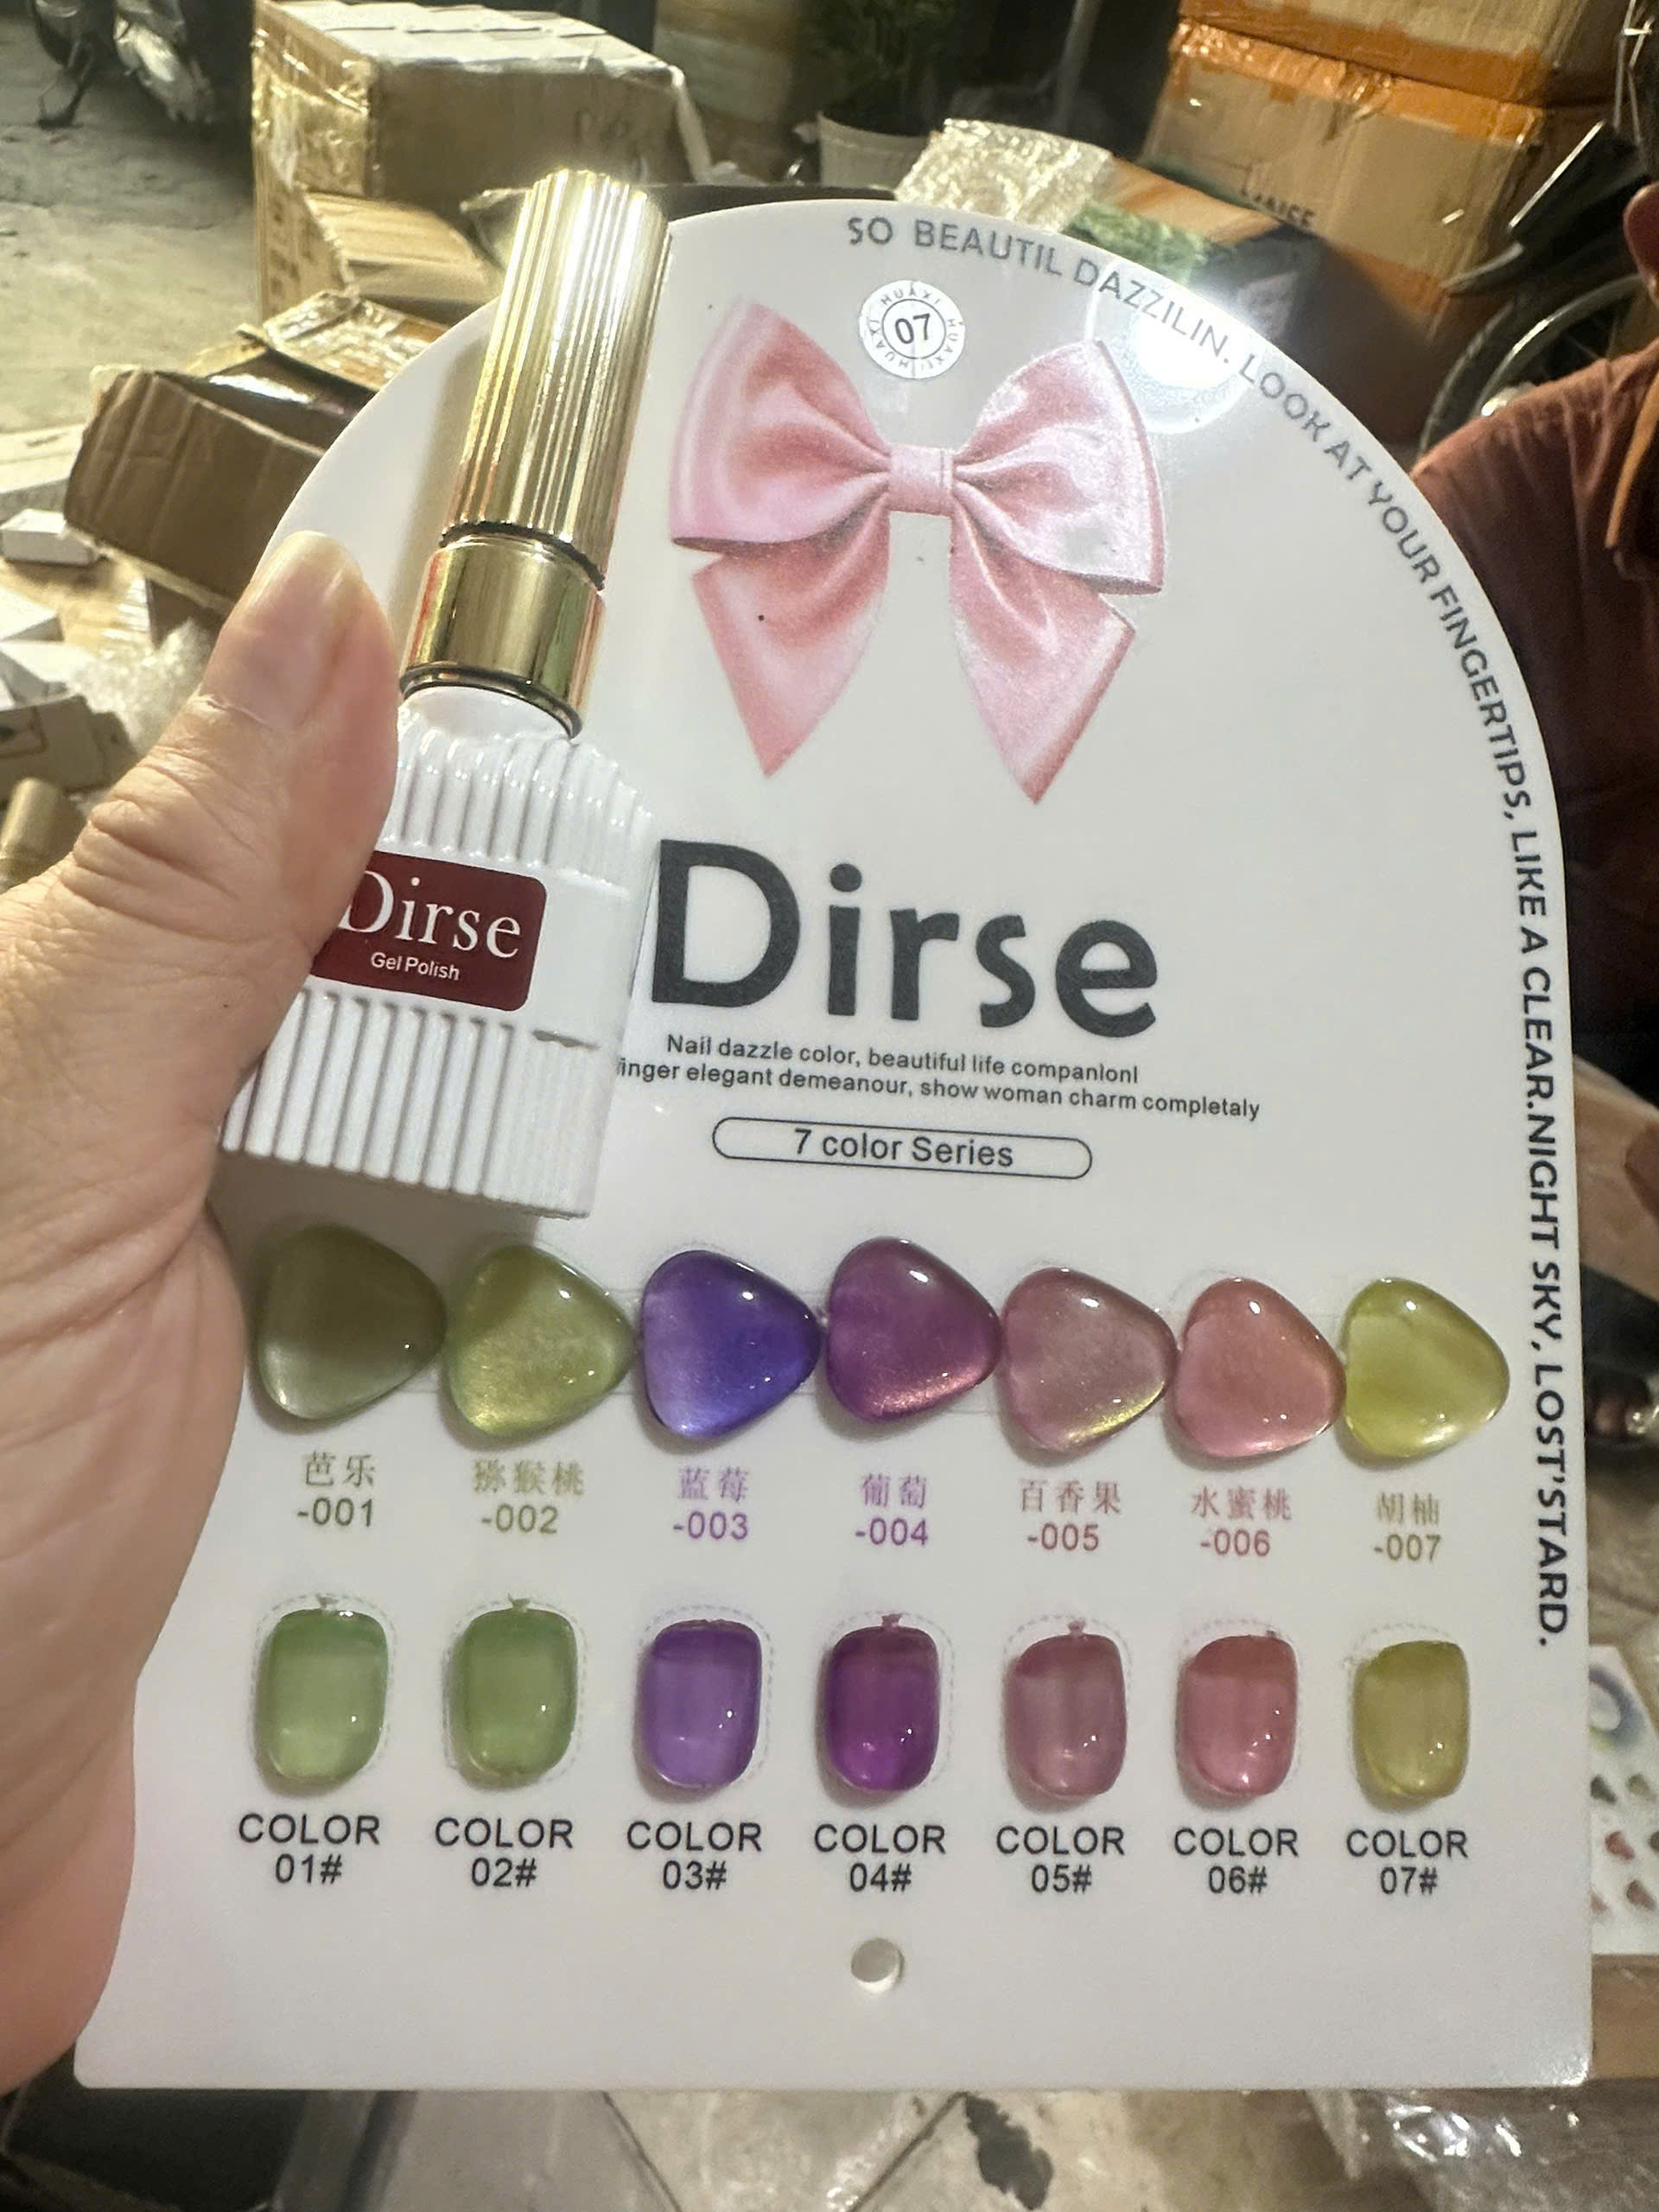 SO BEAUTIL DAZZILIN. LOOK AT YOUR FINGERTIPS, LIKE A CLEAR.NIGHT SKY, LOST'STARD.
HUAXI HUAXI HUAXI
07
Dirse
Gel Polish
Dirse
Nail dazzle color, beautiful life companionl
inger elegant demeanour, show woman charm completaly
7 color Series
芭乐 猕猴桃 蓝莓 葡萄 百香果 水蜜桃 胡柚
-001 -002 -003 -004 -005 -006 -007
COLOR COLOR COLOR COLOR COLOR COLOR COLOR
01# 02# 03# 04# 05# 06# 07#